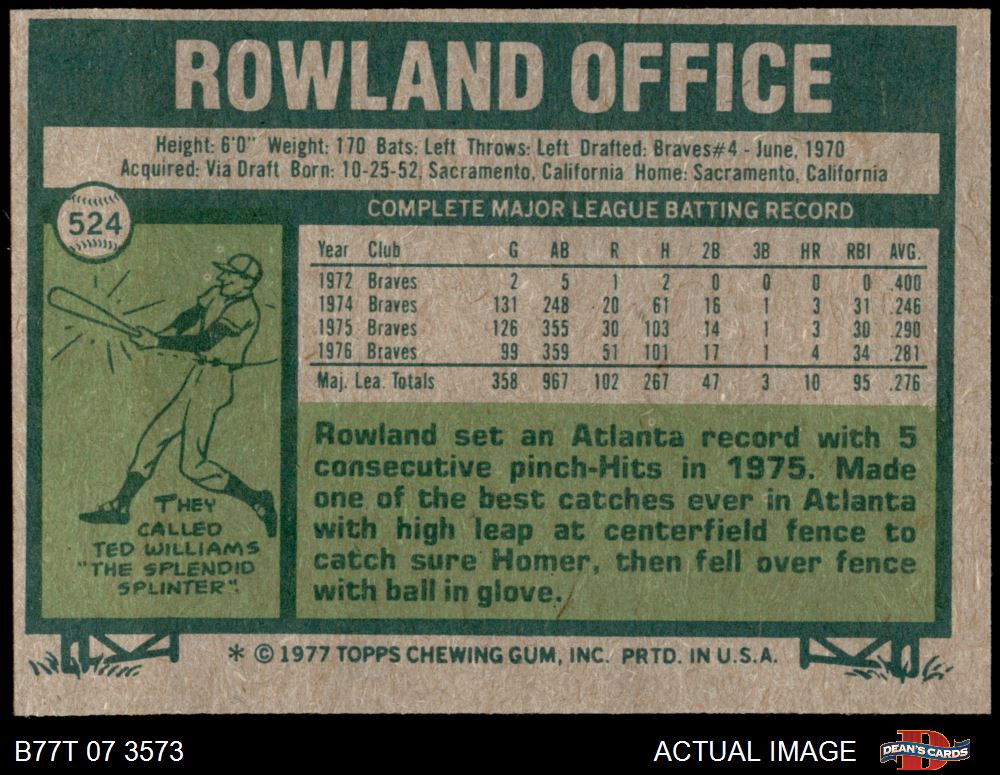 ROWLAND OFFICE
Height: 6'0" Weight: 170 Bats: Left Throws: Left Drafted: Braves#4 - June, 1970
Acquired: Via Draft Born: 10-25-52, Sacramento, California Home: Sacramento, California
524
COMPLETE MAJOR LEAGUE BATTING RECORD
Year Club G AB R H 2B 3B HR RBI AVG.
1972 Braves 2 5 1 2 0 0 0 0 .400
1974 Braves 131 248 20 61 16 1 3 31 .246
1975 Braves 126 355 30 103 14 1 3 30 .290
1976 Braves 99 359 51 101 17 1 4 34 .281
Maj. Lea. Totals 358 967 102 267 47 3 10 95 .276
THEY
CALLED
TED WILLIAMS
"THE SPLENDID
SPLINTER".
Rowland set an Atlanta record with 5
consecutive pinch-Hits in 1975. Made
one of the best catches ever in Atlanta
with high leap at centerfield fence to
catch sure Homer, then fell over fence
with ball in glove.
* © 1977 TOPPS CHEWING GUM, INC. PRTD. IN U.S.A.
B77T 07 3573
ACTUAL IMAGE
D
DEAN'S CARDS